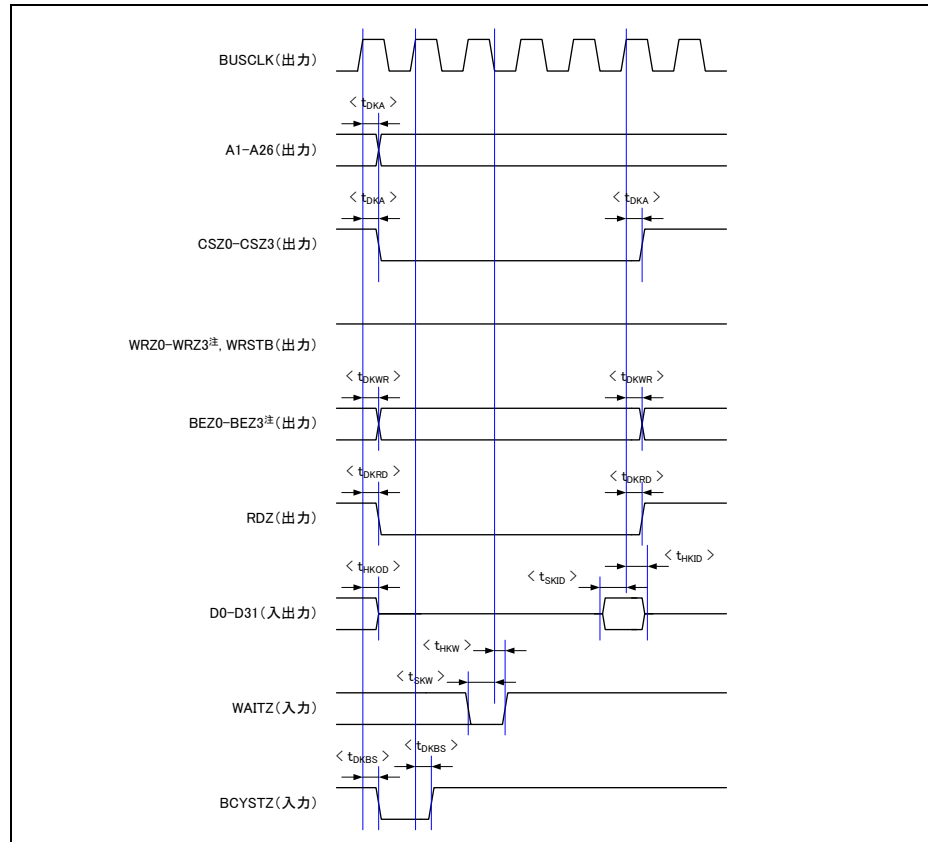 BUSCLK(出力)
< tDKA >
A1-A26(出力)
< tDKA > < tDKA >
CSZ0-CSZ3(出力)
WRZ0-WRZ3注, WRSTB(出力)
< tDKWR > < tDKWR >
BEZ0-BEZ3注(出力)
< tDKRD > < tDKRD >
RDZ(出力)
< tHKID >
< tHKOD > < tSKID >
D0-D31(入出力)
< tHKW >
< tSKW >
WAITZ(入力)
< tDKBS > < tDKBS >
BCYSTZ(入力)